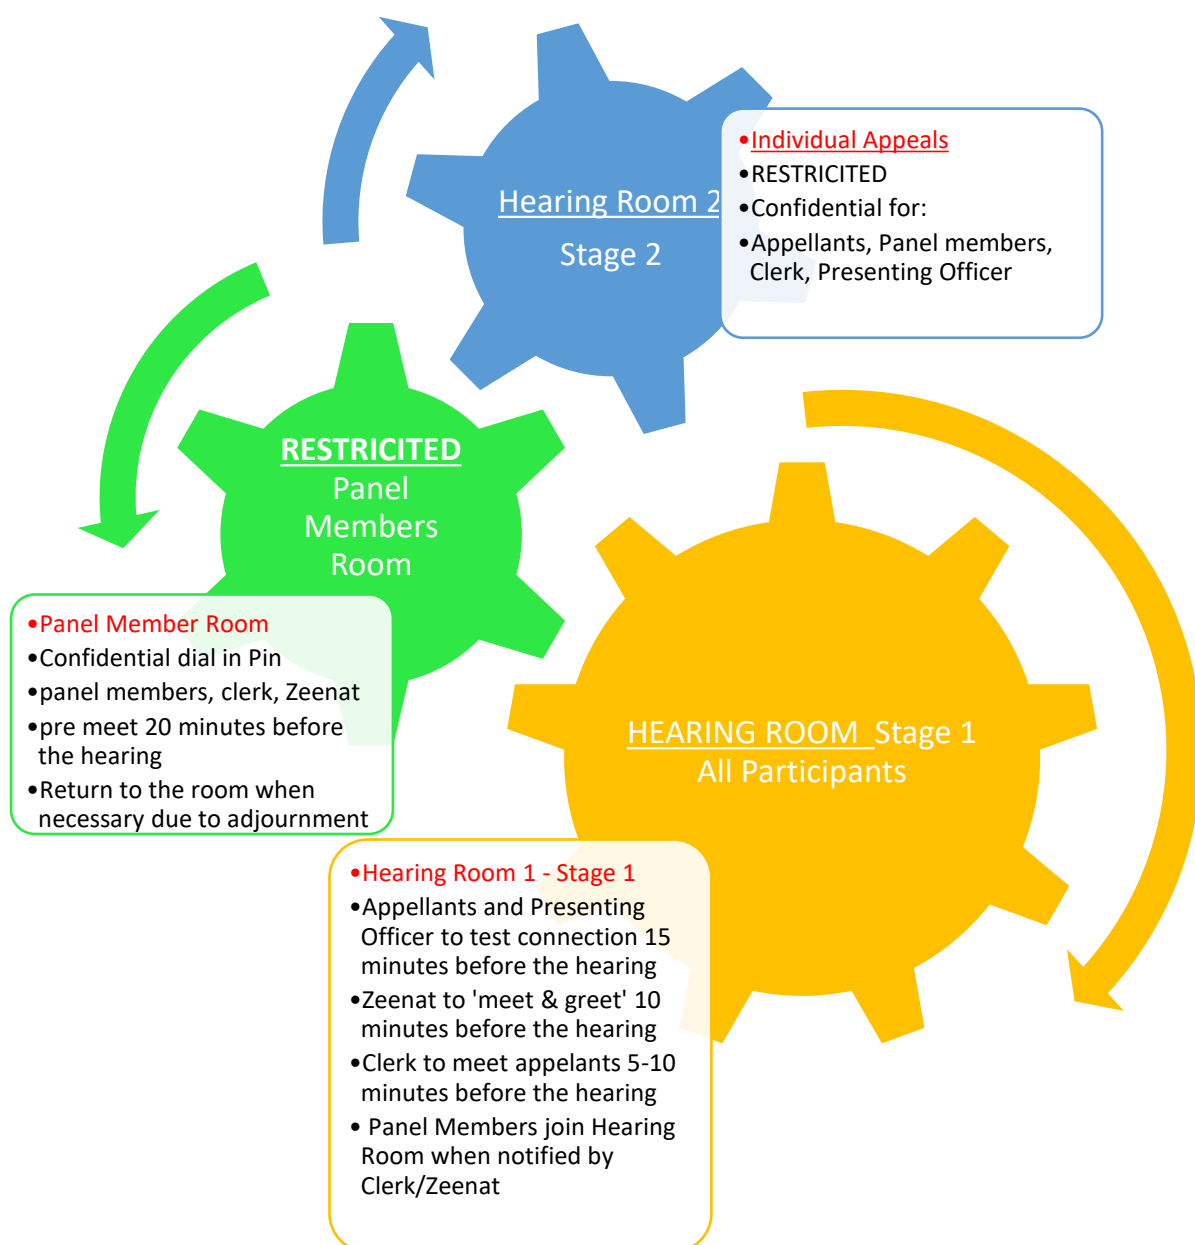 Hearing Room 2
Stage 2
•Individual Appeals
•RESTRICITED
•Confidential for:
•Appellants, Panel members,
Clerk, Presenting Officer
RESTRICITED
Panel
Members
Room
•Panel Member Room
•Confidential dial in Pin
•panel members, clerk, Zeenat
•pre meet 20 minutes before
the hearing
•Return to the room when
necessary due to adjournment
HEARING ROOM Stage 1
All Participants
•Hearing Room 1 - Stage 1
•Appellants and Presenting
Officer to test connection 15
minutes before the hearing
•Zeenat to 'meet & greet' 10
minutes before the hearing
•Clerk to meet appelants 5-10
minutes before the hearing
• Panel Members join Hearing
Room when notified by
Clerk/Zeenat